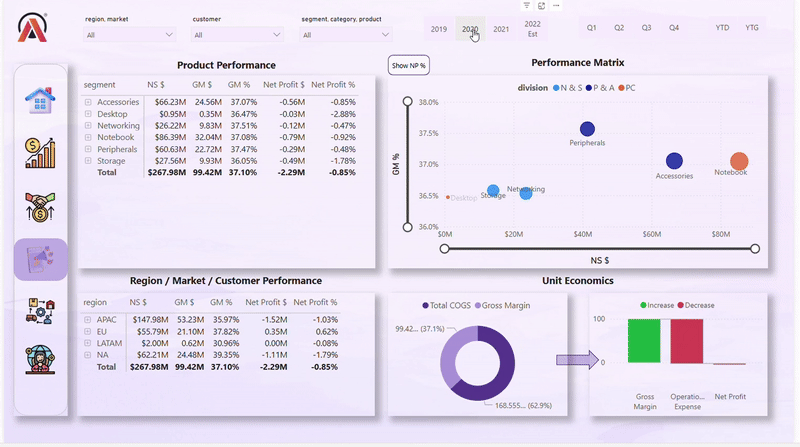 region, market
customer
segment, category, product
All
All
All
2019
2020
2021
2022
Est
Q1
Q2
Q3
Q4
YTD
YTG
Product Performance
segment NS $ GM $ GM % Net Profit $ Net Profit %
Accessories $66.23M 24.56M 37.07% -0.56M -0.85%
Desktop $0.95M 0.35M 36.47% -0.03M -2.88%
Networking $26.22M 9.83M 37.51% -0.12M -0.47%
Notebook $86.39M 32.04M 37.08% -0.79M -0.92%
Peripherals $60.63M 22.72M 37.47% -0.29M -0.48%
Storage $27.56M 9.93M 36.05% -0.49M -1.78%
Total $267.98M 99.42M 37.10% -2.29M -0.85%
Show NP %
Performance Matrix
division N & S P & A PC
GM %
38.0%
37.5%
37.0%
36.5%
36.0%
Peripherals
Accessories
Notebook
Networking
Storage
Desktop
$0M $20M $40M $60M $80M
NS $
Region / Market / Customer Performance
region NS $ GM $ GM % Net Profit $ Net Profit %
APAC $147.98M 53.23M 35.97% -1.52M -1.03%
EU $55.79M 21.10M 37.82% 0.35M 0.62%
LATAM $2.00M 0.62M 30.96% 0.00M -0.08%
NA $62.21M 24.48M 39.35% -1.11M -1.79%
Total $267.98M 99.42M 37.10% -2.29M -0.85%
Unit Economics
Total COGS Gross Margin
99.42... (37.1%)
168.555... (62.9%)
Increase Decrease
100
0
Gross
Margin
Operatio...
Expense
Net Profit